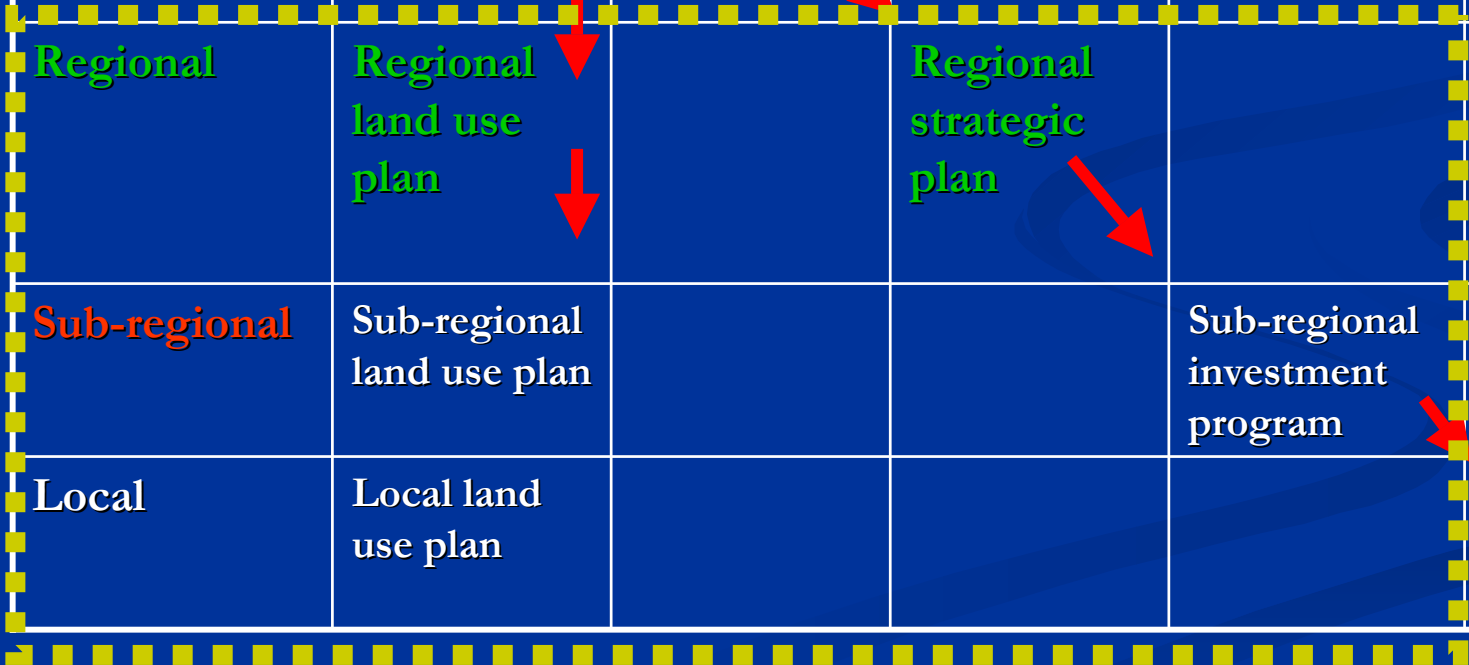 Regional
Regional
land use
plan
Regional
strategic
plan
Sub-regional
Sub-regional
land use plan
Sub-regional
investment
program
Local
Local land
use plan